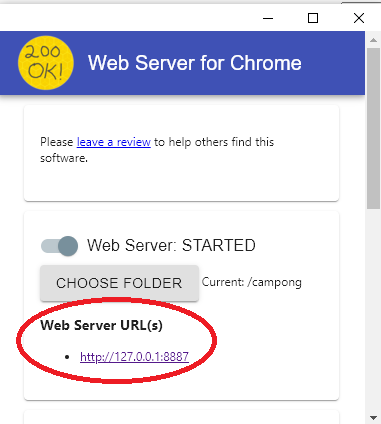 200
OK!
Web Server for Chrome
Please leave a review to help others find this
software.
Web Server: STARTED
CHOOSE FOLDER Current: /campong
Web Server URL(s)
• http://127.0.0.1:8887